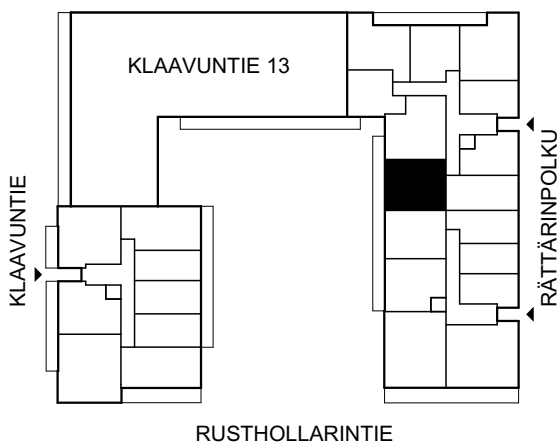 KLAAVUNTIE 13
KLAAVUNTIE
RÄTTÄRINPOLKU
RUSTHOLLARINTIE